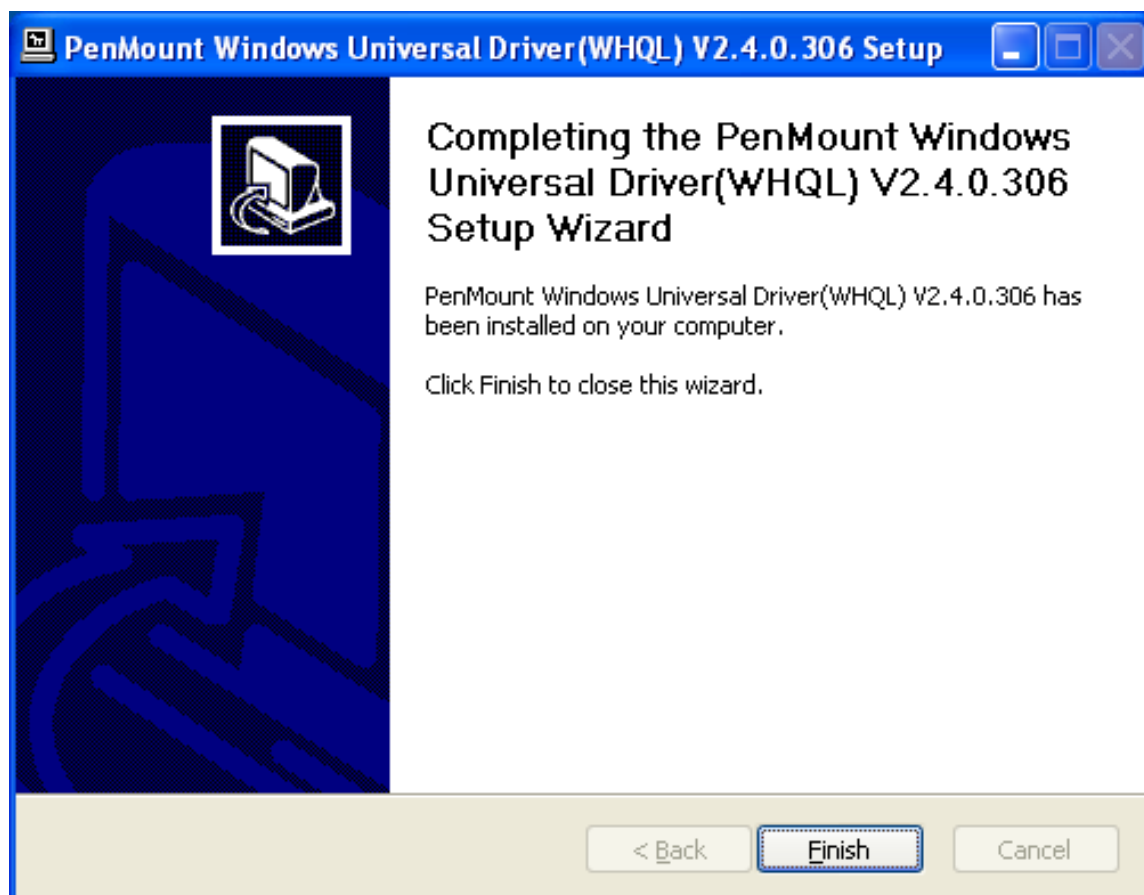 PenMount Windows Universal Driver(WHQL) V2.4.0.306 Setup
Completing the PenMount Windows
Universal Driver(WHQL) V2.4.0.306
Setup Wizard
PenMount Windows Universal Driver(WHQL) V2.4.0.306 has
been installed on your computer.
Click Finish to close this wizard.
< Back
Finish
Cancel